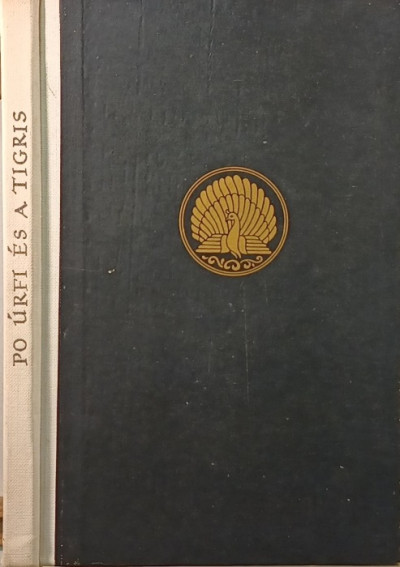 PO ÚRFI ÉS A TIGRIS